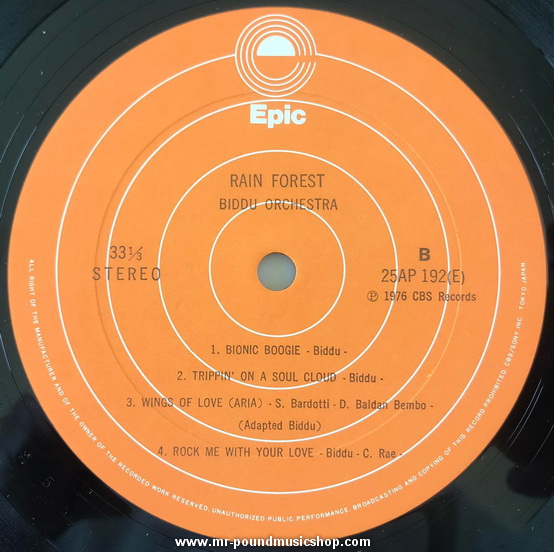 Epic
RAIN FOREST
BIDDU ORCHESTRA
33⅓
STEREO
B
25AP 192(E)
Ⓟ 1976 CBS Records
1. BIONIC BOOGIE - Biddu -
2. TRIPPIN' ON A SOUL CLOUD - Biddu -
3. WINGS OF LOVE (ARIA) - S. Bardotti - D. Baldan Bembo -
(Adapted Biddu)
4. ROCK ME WITH YOUR LOVE - Biddu - C. Rae -
ALL RIGHT OF THE MANUFACTURER AND OF THE OWNER OF THE RECORDED WORK RESERVED, UNAUTHORIZED PUBLIC PERFORMANCE, BROADCASTING AND COPYING OF THIS RECORD PROHIBITED CBS/SONY INC. TOKYO JAPAN
www.mr-poundmusicshop.com